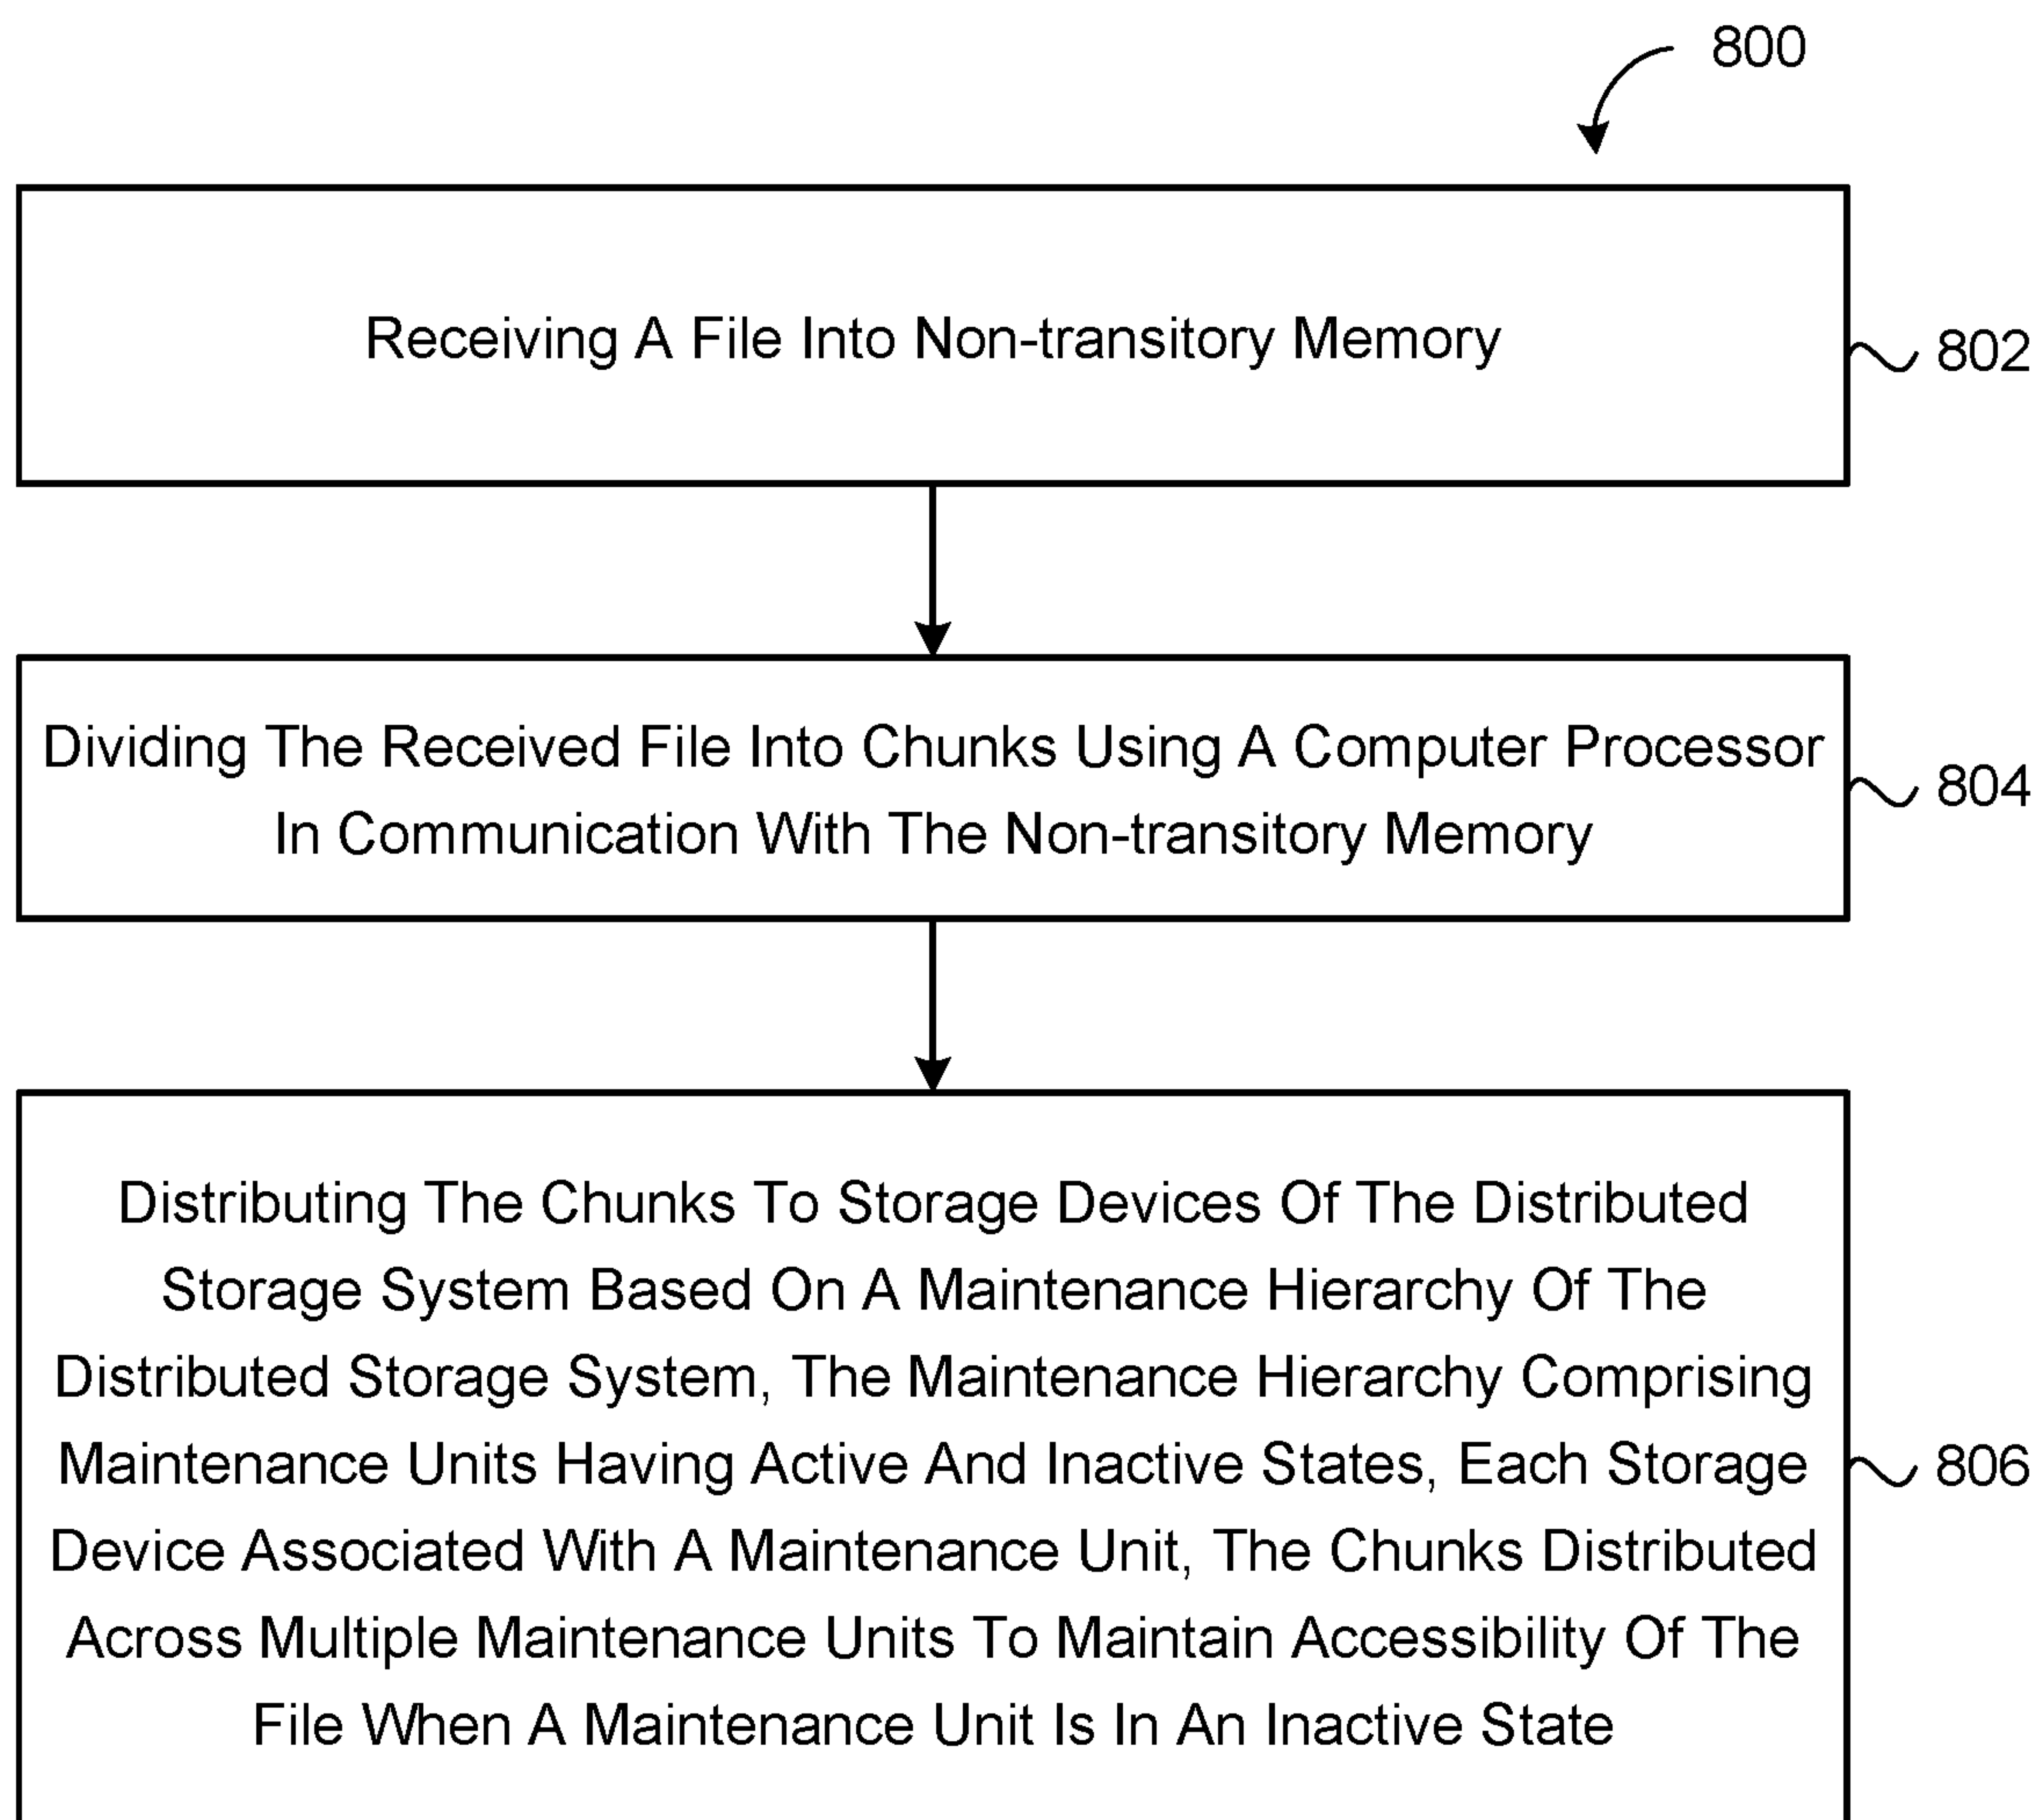 800
Receiving A File Into Non-transitory Memory
802
Dividing The Received File Into Chunks Using A Computer Processor
In Communication With The Non-transitory Memory
804
Distributing The Chunks To Storage Devices Of The Distributed
Storage System Based On A Maintenance Hierarchy Of The
Distributed Storage System, The Maintenance Hierarchy Comprising
Maintenance Units Having Active And Inactive States, Each Storage
Device Associated With A Maintenance Unit, The Chunks Distributed
Across Multiple Maintenance Units To Maintain Accessibility Of The
File When A Maintenance Unit Is In An Inactive State
806